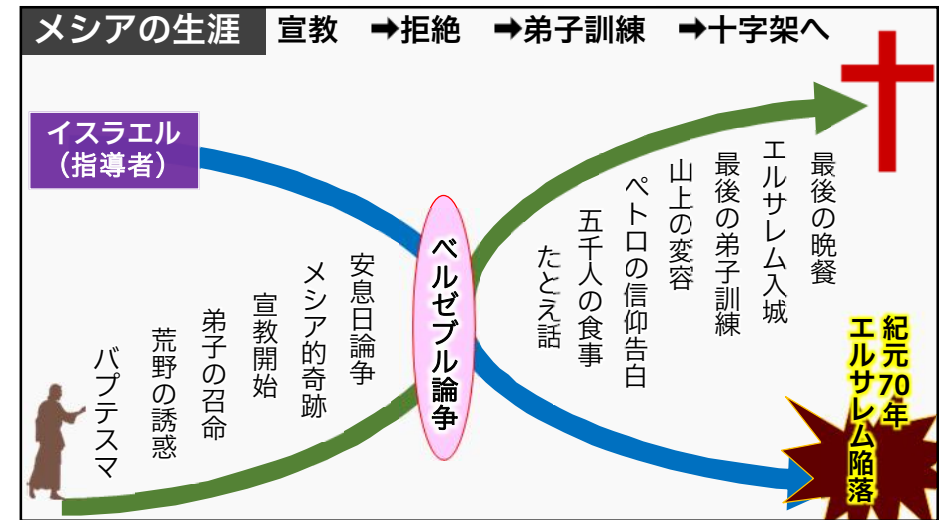 メシアの生涯 宣教 ➡拒絶 ➡弟子訓練 ➡十字架へ
イスラエル
（指導者）
バプテスマ
荒野の誘惑
弟子の召命
宣教開始
メシア的奇跡
安息日論争
ベルゼブル論争
たとえ話
五千人の食事
ペトロの信仰告白
山上の変容
最後の弟子訓練
エルサレム入城
最後の晩餐
紀元70年
エルサレム陥落